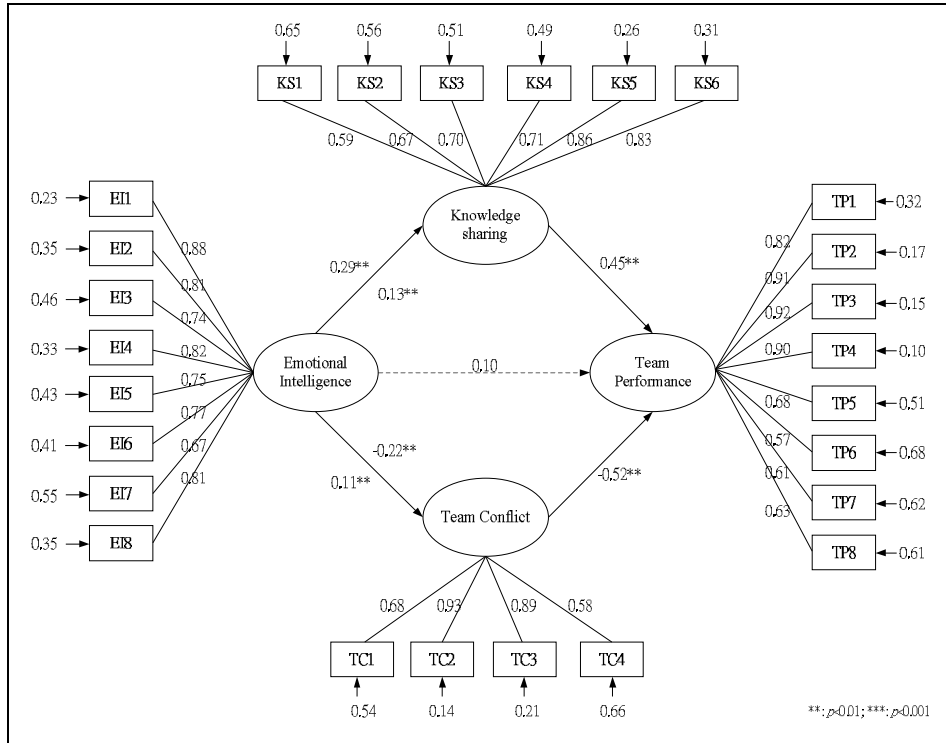 0.65 0.56 0.51 0.49 0.26 0.31
KS1 KS2 KS3 KS4 KS5 KS6
0.59 0.67 0.70 0.71 0.86 0.83
Knowledge
sharing
0.23 EI1 0.88
0.35 EI2 0.81
0.46 EI3 0.74
0.33 EI4 0.82
0.43 EI5 0.75
0.41 EI6 0.77
0.55 EI7 0.67
0.35 EI8 0.81
0.29**
0.13**
0.45**
Emotional
Intelligence
0.10
Team
Performance
-0.22**
0.11**
-0.52**
Team Conflict
0.82 TP1 0.32
0.91 TP2 0.17
0.92 TP3 0.15
0.90 TP4 0.10
0.68 TP5 0.51
0.57 TP6 0.68
0.61 TP7 0.62
0.63 TP8 0.61
0.68 0.93 0.89 0.58
TC1 TC2 TC3 TC4
0.54 0.14 0.21 0.66
**: p<0.01; ***: p<0.001